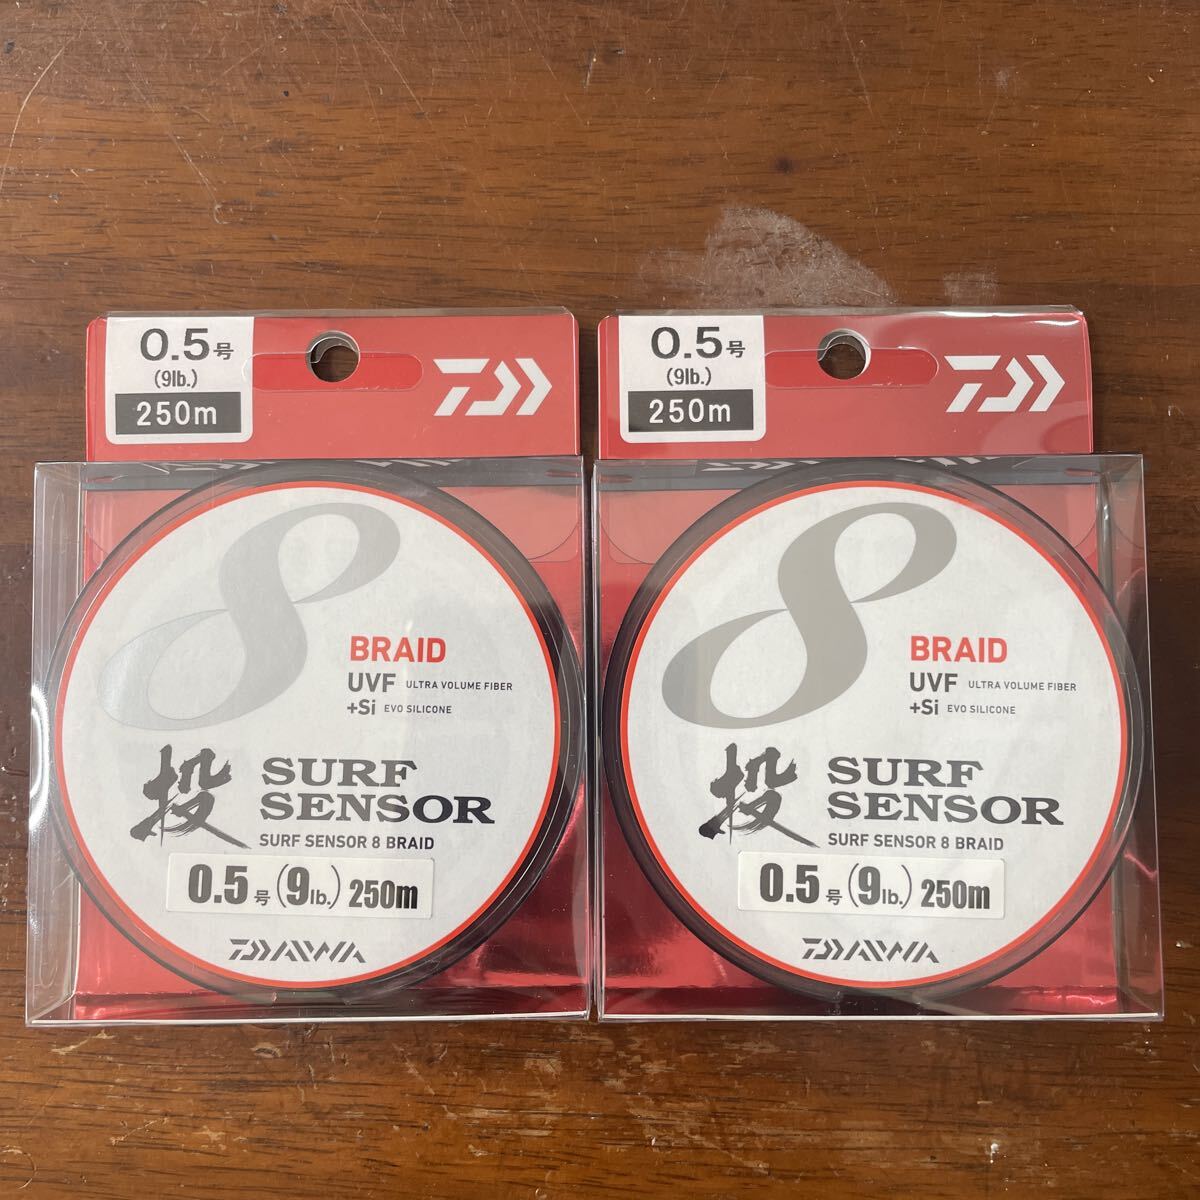 0.5号
(9lb.)
250m
8
BRAID
UVF ULTRA VOLUME FIBER
+Si EVO SILICONE
投 SURF
SENSOR
SURF SENSOR 8 BRAID
0.5号(9lb.) 250m
DAIWA
0.5号
(9lb.)
250m
8
BRAID
UVF ULTRA VOLUME FIBER
+Si EVO SILICONE
投 SURF
SENSOR
SURF SENSOR 8 BRAID
0.5号(9lb.) 250m
DAIWA